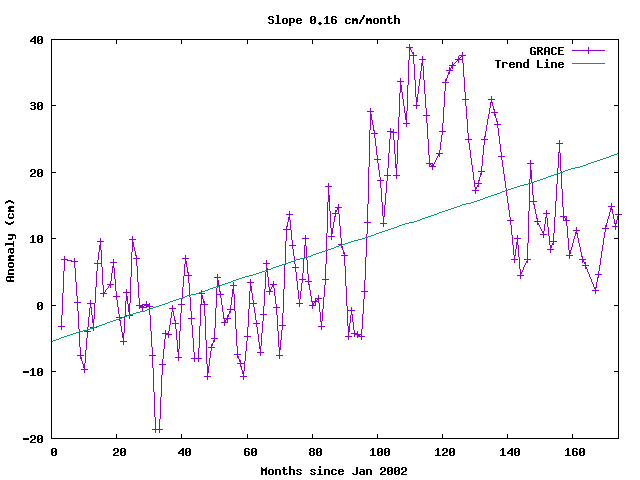 Slope 0.16 cm/month
GRACE
Trend Line
Anomaly (cm)
40
30
20
10
0
-10
-20
0 20 40 60 80 100 120 140 160
Months since Jan 2002